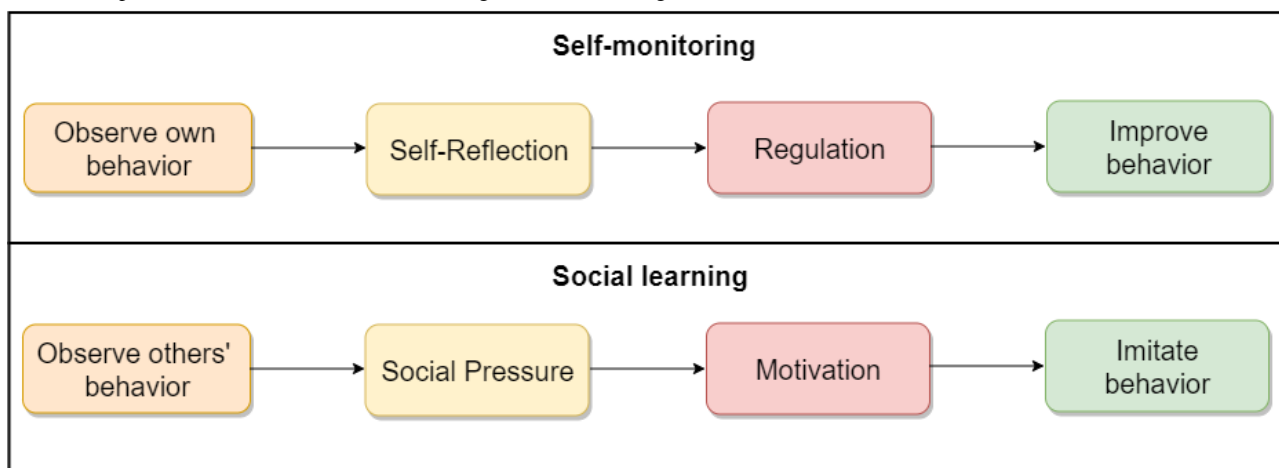 Self-monitoring
Observe own
behavior
Self-Reflection
Regulation
Improve
behavior
Social learning
Observe others'
behavior
Social Pressure
Motivation
Imitate
behavior